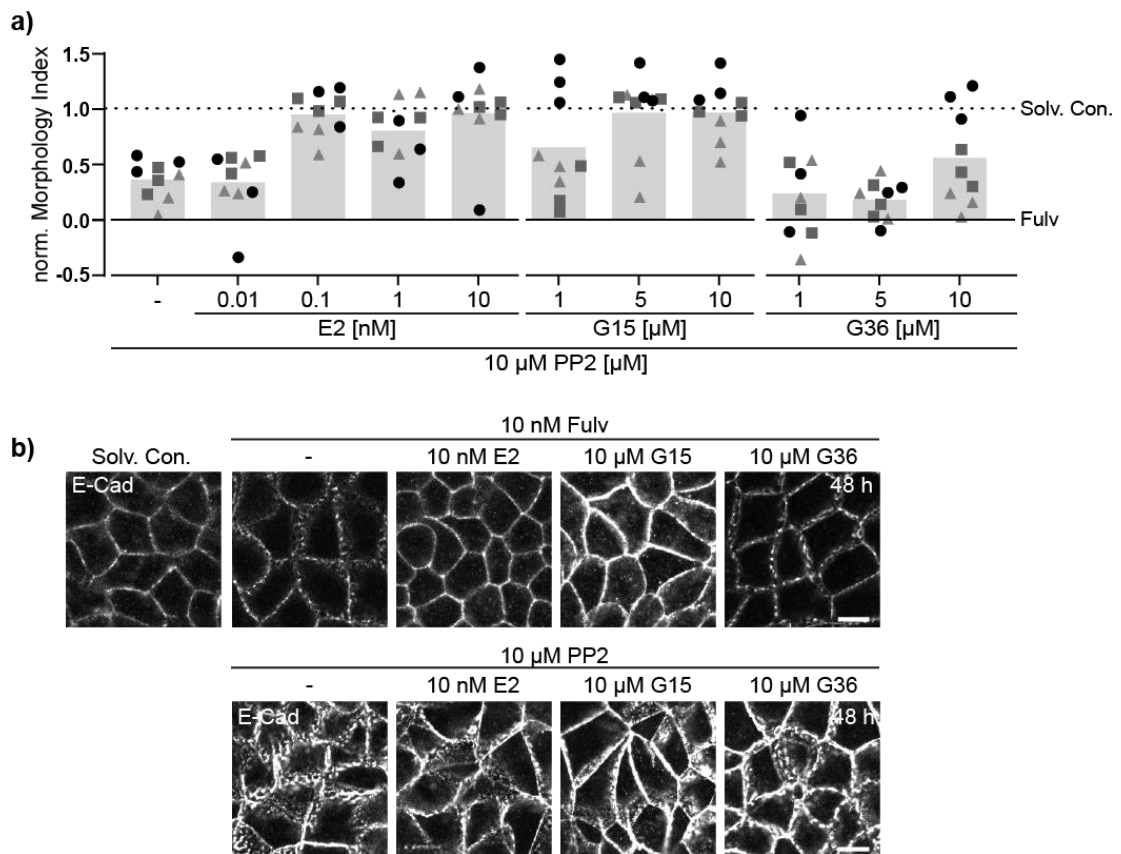 a)
norm. Morphology Index
1.5
1.0
0.5
0.0
-0.5
Solv. Con.
Fulv
- 0.01 0.1 1 10 1 5 10 1 5 10
E2 [nM] G15 [µM] G36 [µM]
10 µM PP2 [µM]
b)
10 nM Fulv
Solv. Con. - 10 nM E2 10 µM G15 10 µM G36
E-Cad 48 h
10 µM PP2
- 10 nM E2 10 µM G15 10 µM G36
E-Cad 48 h